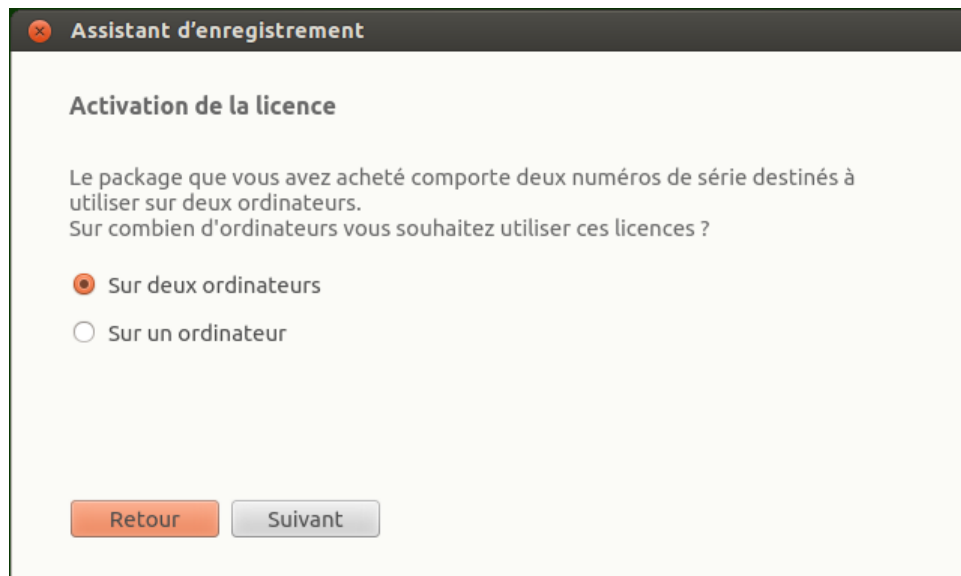 Assistant d’enregistrement
Activation de la licence
Le package que vous avez acheté comporte deux numéros de série destinés à
utiliser sur deux ordinateurs.
Sur combien d'ordinateurs vous souhaitez utiliser ces licences ?
Sur deux ordinateurs
Sur un ordinateur
Retour
Suivant